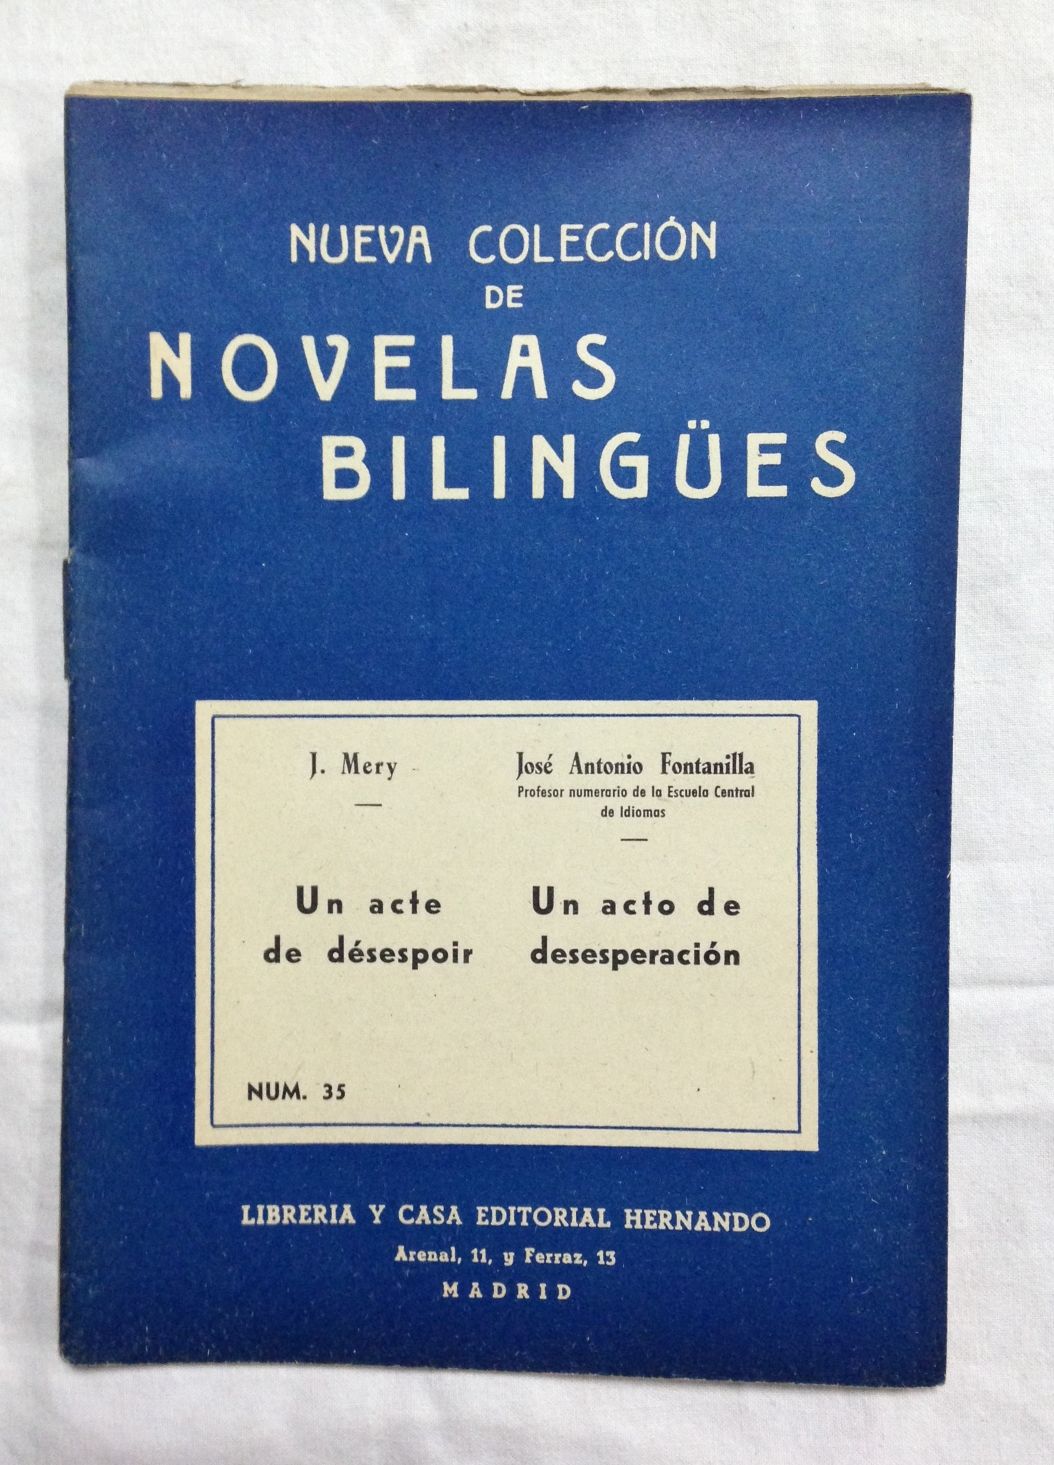 NUEVA COLECCIÓN
DE
NOVELAS
BILINGÜES
J. Mery
Un acte
de désespoir
José Antonio Fontanilla
Profesor numerario de la Escuela Central
de Idiomas
Un acto de
desesperación
NUM. 35
LIBRERIA Y CASA EDITORIAL HERNANDO
Arenal, 11, y Ferraz, 13
MADRID